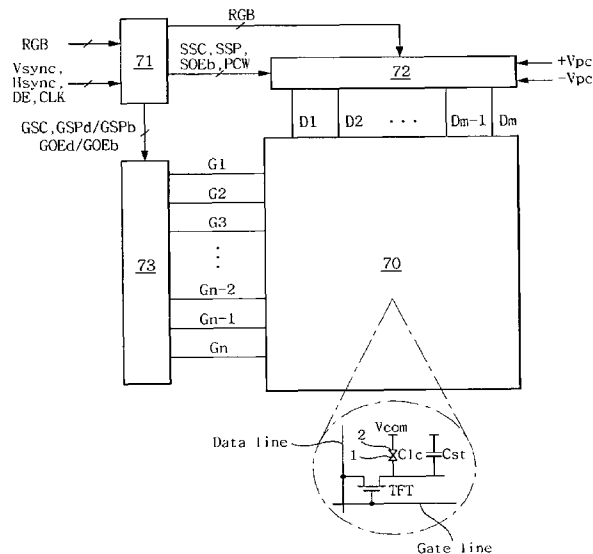 RGB
RGB
Vsync,
Hsync,
DE,CLK
71
SSC, SSP,
SOEb,PCW
72
+Vpc
-Vpc
GSC,GSPd/GSPb
GOEd/GOEb
D1 D2 ... Dm-1 Dm
73
G1
G2
G3
Gn-2
Gn-1
Gn
70
Data line
Vcom
2
1
Clc
Cst
TFT
Gate line